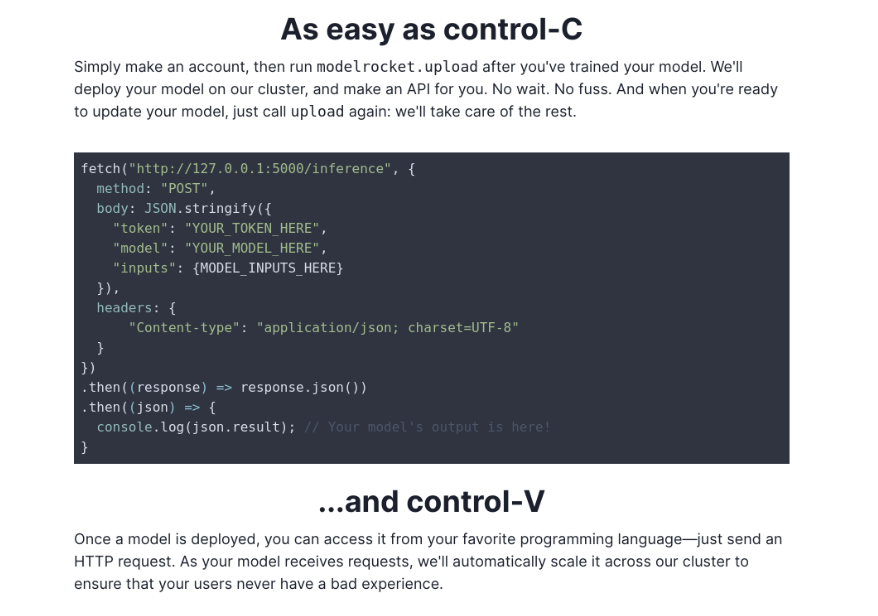 As easy as control-C
Simply make an account, then run modelrocket.upload after you've trained your model. We'll
deploy your model on our cluster, and make an API for you. No wait. No fuss. And when you're ready
to update your model, just call upload again: we'll take care of the rest.
fetch("http://127.0.0.1:5000/inference", {
  method: "POST",
  body: JSON.stringify({
    "token": "YOUR_TOKEN_HERE",
    "model": "YOUR_MODEL_HERE",
    "inputs": {MODEL_INPUTS_HERE}
  }),
  headers: {
      "Content-type": "application/json; charset=UTF-8"
  }
})
.then((response) => response.json())
.then((json) => {
  console.log(json.result); // Your model's output is here!
}
...and control-V
Once a model is deployed, you can access it from your favorite programming language—just send an
HTTP request. As your model receives requests, we'll automatically scale it across our cluster to
ensure that your users never have a bad experience.